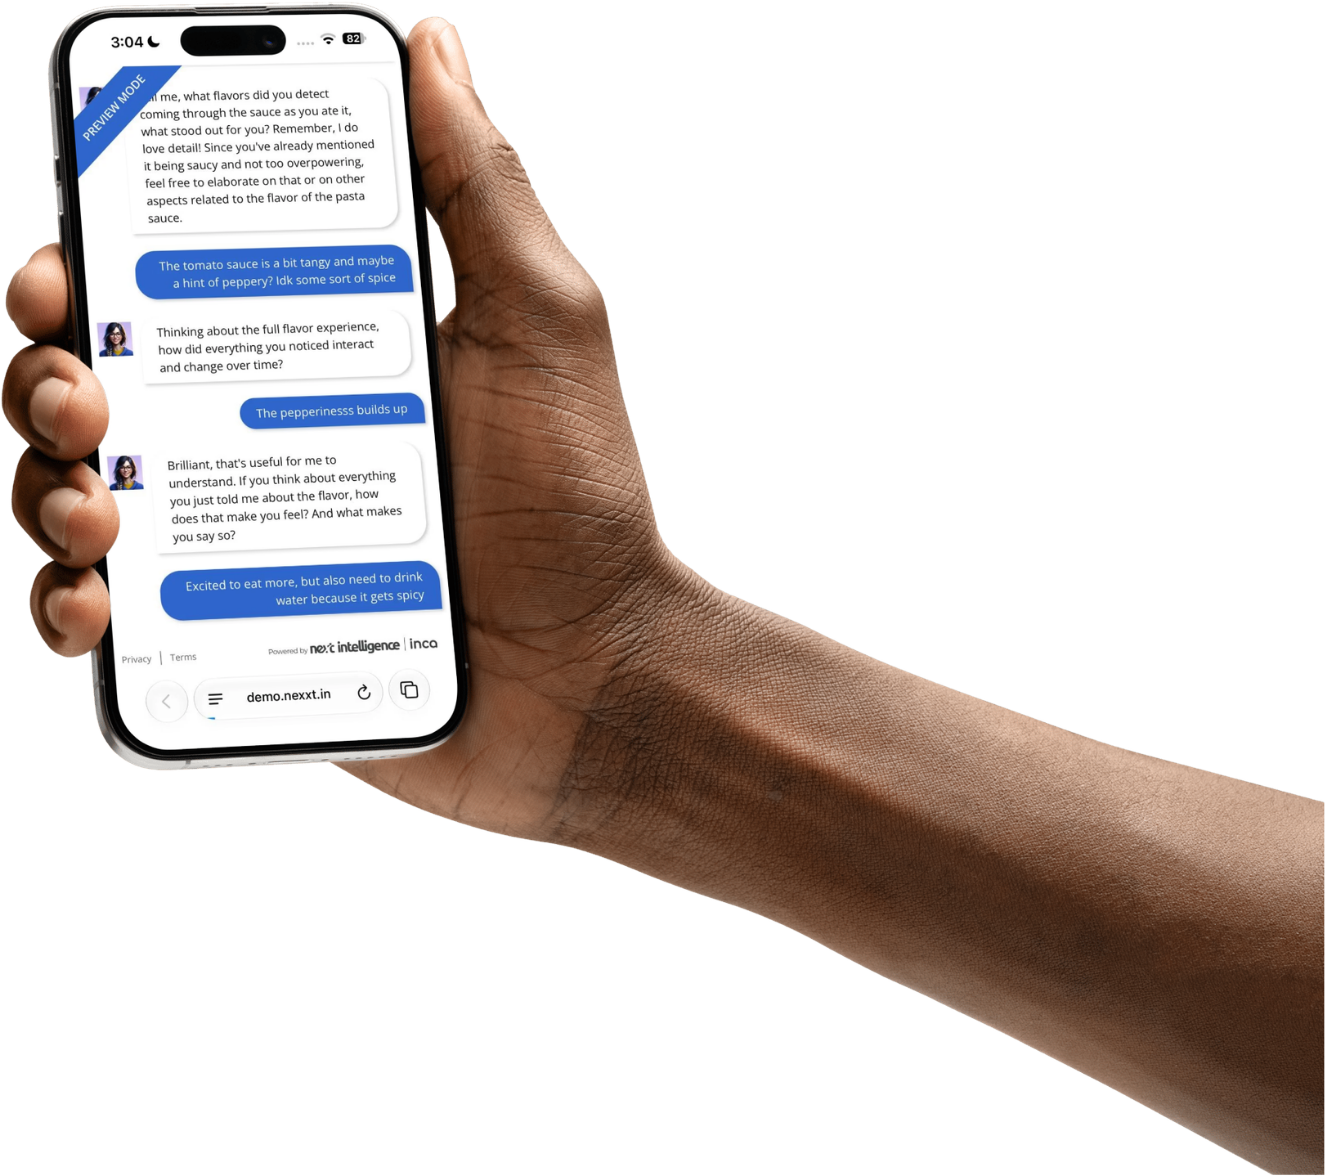 3:04
82
PREVIEW MODE
me, what flavors did you detect
coming through the sauce as you ate it,
what stood out for you? Remember, I do
love detail! Since you've already mentioned
it being saucy and not too overpowering,
feel free to elaborate on that or on other
aspects related to the flavor of the pasta
sauce.
The tomato sauce is a bit tangy and maybe
a hint of peppery? Idk some sort of spice
Thinking about the full flavor experience,
how did everything you noticed interact
and change over time?
The pepperinesss builds up
Brilliant, that's useful for me to
understand. If you think about everything
you just told me about the flavor, how
does that make you feel? And what makes
you say so?
Excited to eat more, but also need to drink
water because it gets spicy
Privacy | Terms
Powered by nexxt intelligence | inca
demo.nexxt.in